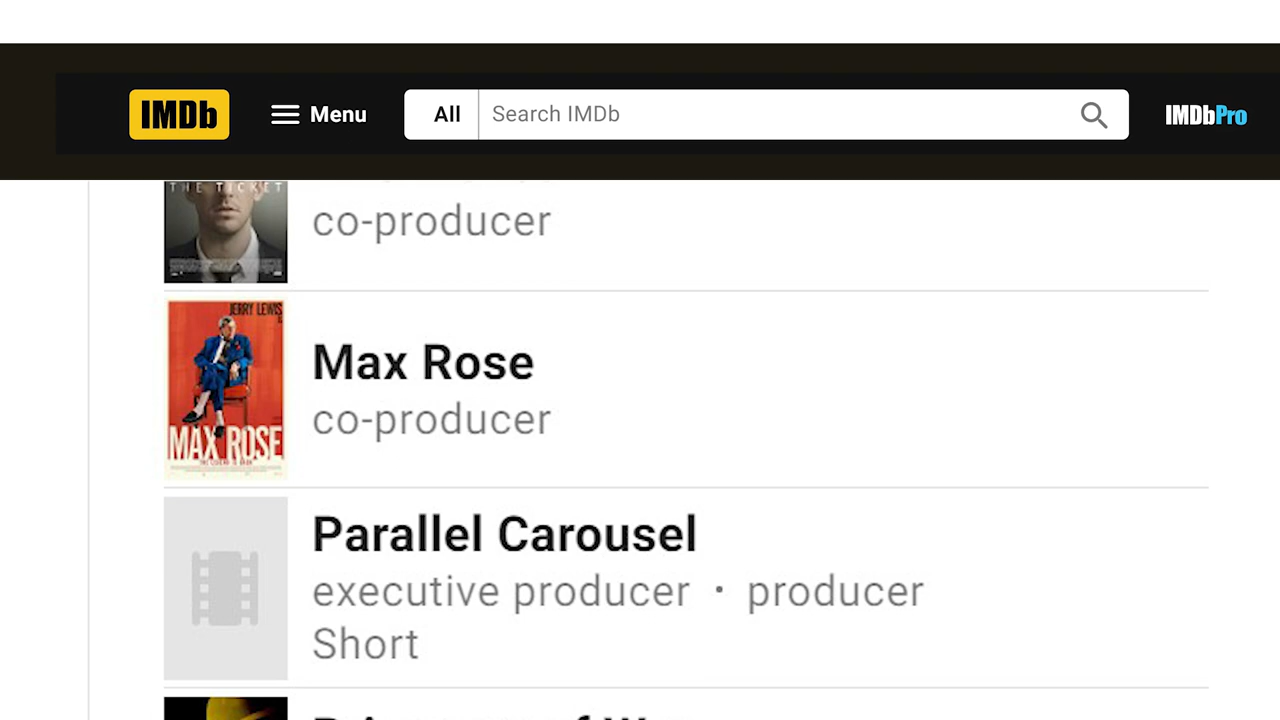 IMDb
Menu
All
Search IMDb
IMDbPro
THE TICKET
co-producer
JERRY LEWIS
MAX ROSE
Max Rose
co-producer
Parallel Carousel
executive producer · producer
Short